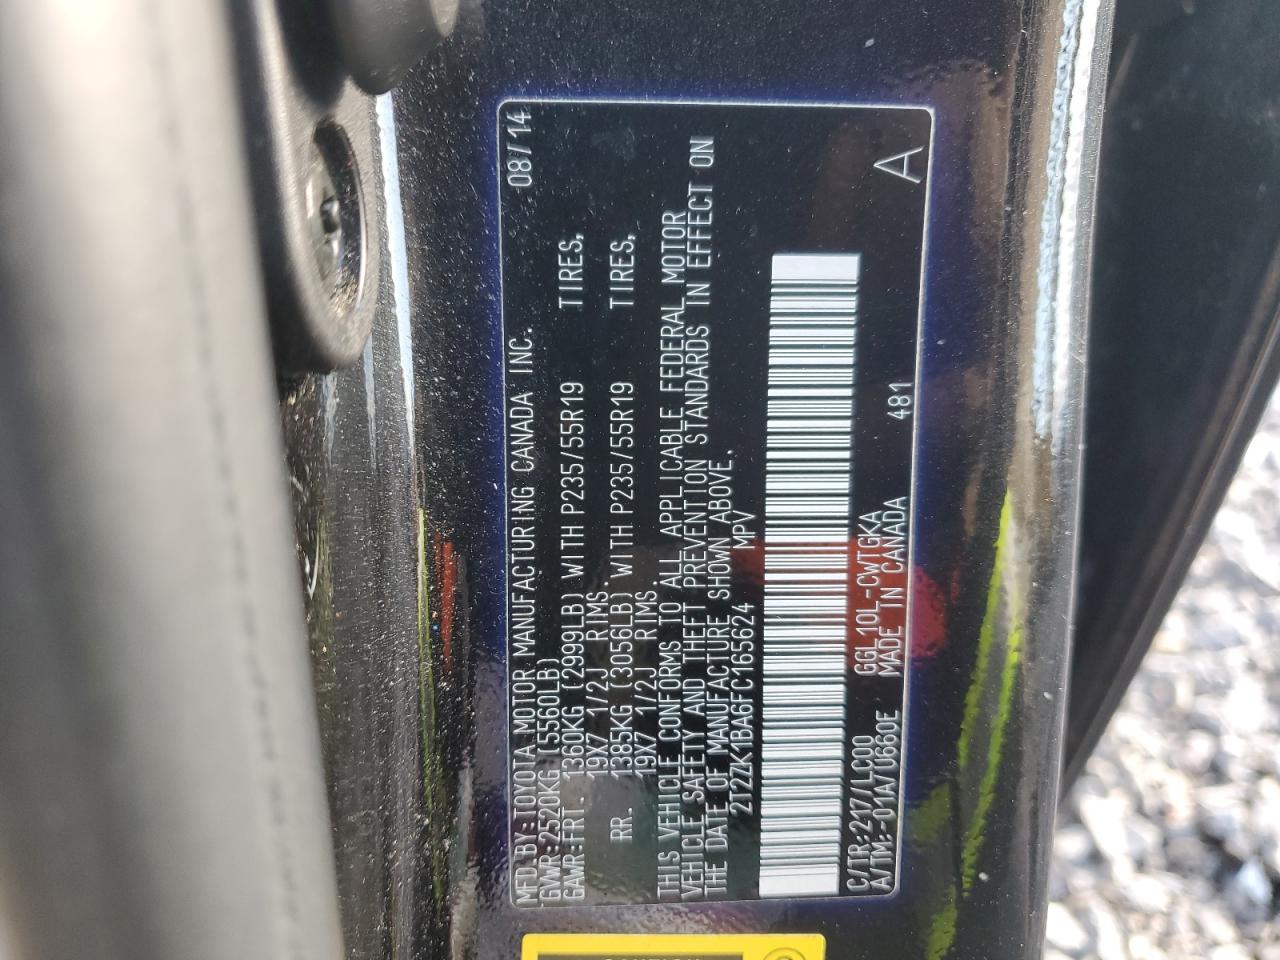 MFD.BY:TOYOTA MOTOR MANUFACTURING CANADA INC. 08/14
GVWR:2520KG (5560LB)
GAWR:FRT. 1360KG (2999LB) WITH P235/55R19 TIRES,
19X7 1/2J RIMS.
RR. 1385KG (3056LB) WITH P235/55R19 TIRES,
19X7 1/2J RIMS.
THIS VEHICLE CONFORMS TO ALL APPLICABLE FEDERAL MOTOR
VEHICLE SAFETY AND THEFT PREVENTION STANDARDS IN EFFECT ON
THE DATE OF MANUFACTURE SHOWN ABOVE.
2T2ZK1BA6FC165624 MPV
C/TR:217/LC00 GGL10L-CWTGKA
A/TM:-01A/U660E MADE IN CANADA 481 A
CAUTION